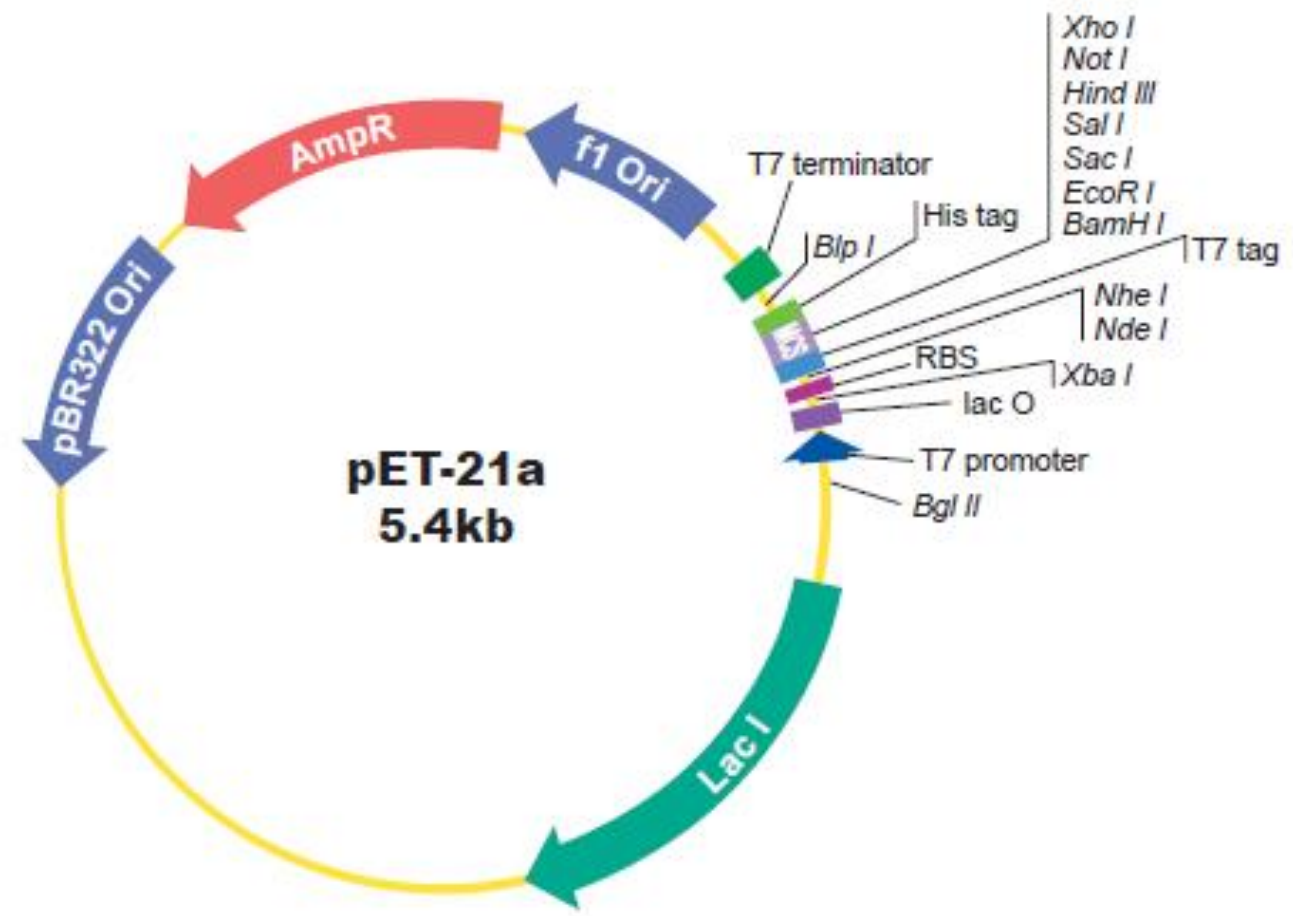 Xho I
Not I
Hind III
Sal I
Sac I
EcoR I
BamH I
AmpR
f1 Ori
T7 terminator
His tag
Blp I
T7 tag
Nhe I
Nde I
MCS
RBS
Xba I
lac O
pBR322 Ori
T7 promoter
pET-21a
5.4kb
Bgl II
Lac I